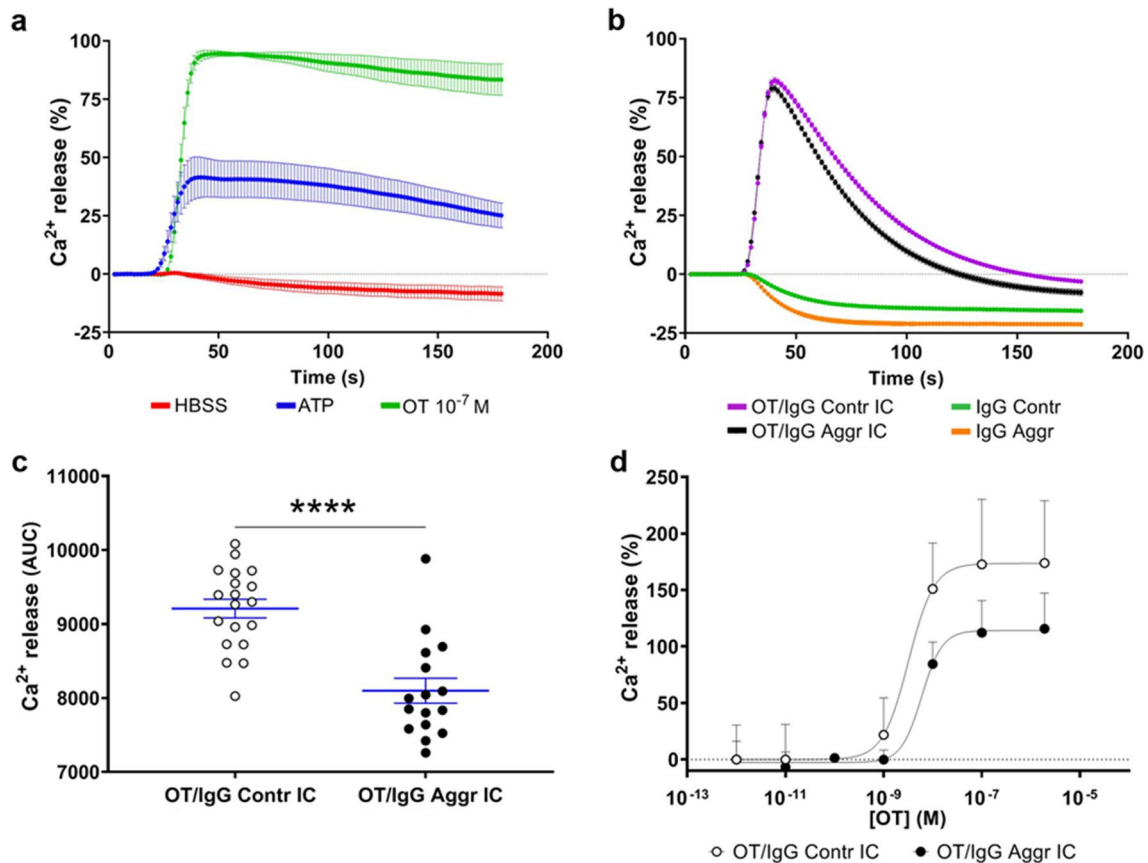 a
Ca²⁺ release (%)
100
75
50
25
0
-25
0 50 100 150 200
Time (s)
HBSS ATP OT 10⁻⁷ M
b
Ca²⁺ release (%)
100
75
50
25
0
-25
0 50 100 150 200
Time (s)
OT/IgG Contr IC IgG Contr
OT/IgG Aggr IC IgG Aggr
c
Ca²⁺ release (AUC)
11000
10000
9000
8000
7000
****
OT/IgG Contr IC OT/IgG Aggr IC
d
Ca²⁺ release (%)
250
200
150
100
50
0
10⁻¹³ 10⁻¹¹ 10⁻⁹ 10⁻⁷ 10⁻⁵
[OT] (M)
OT/IgG Contr IC OT/IgG Aggr IC